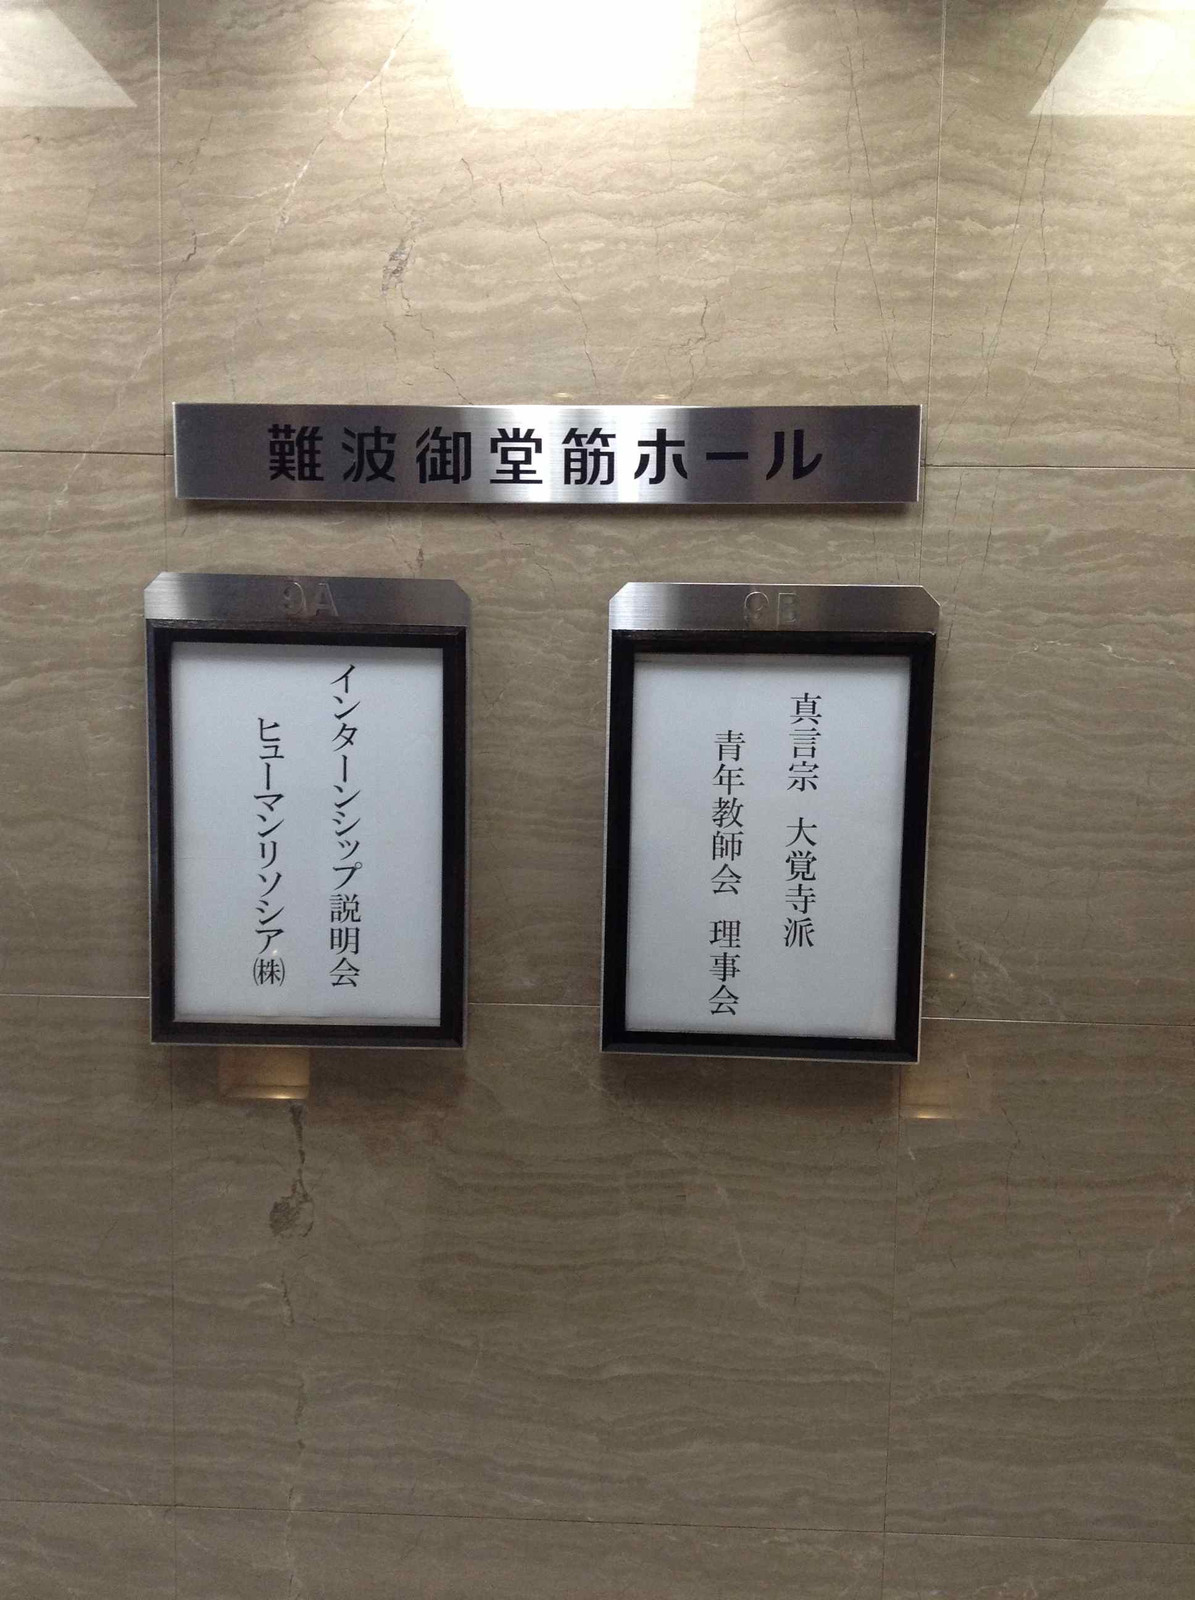 難波御堂筋ホール
9A
インターンシップ説明会
ヒューマンリソシア㈱
9B
真言宗　大覚寺派
青年教師会　理事会